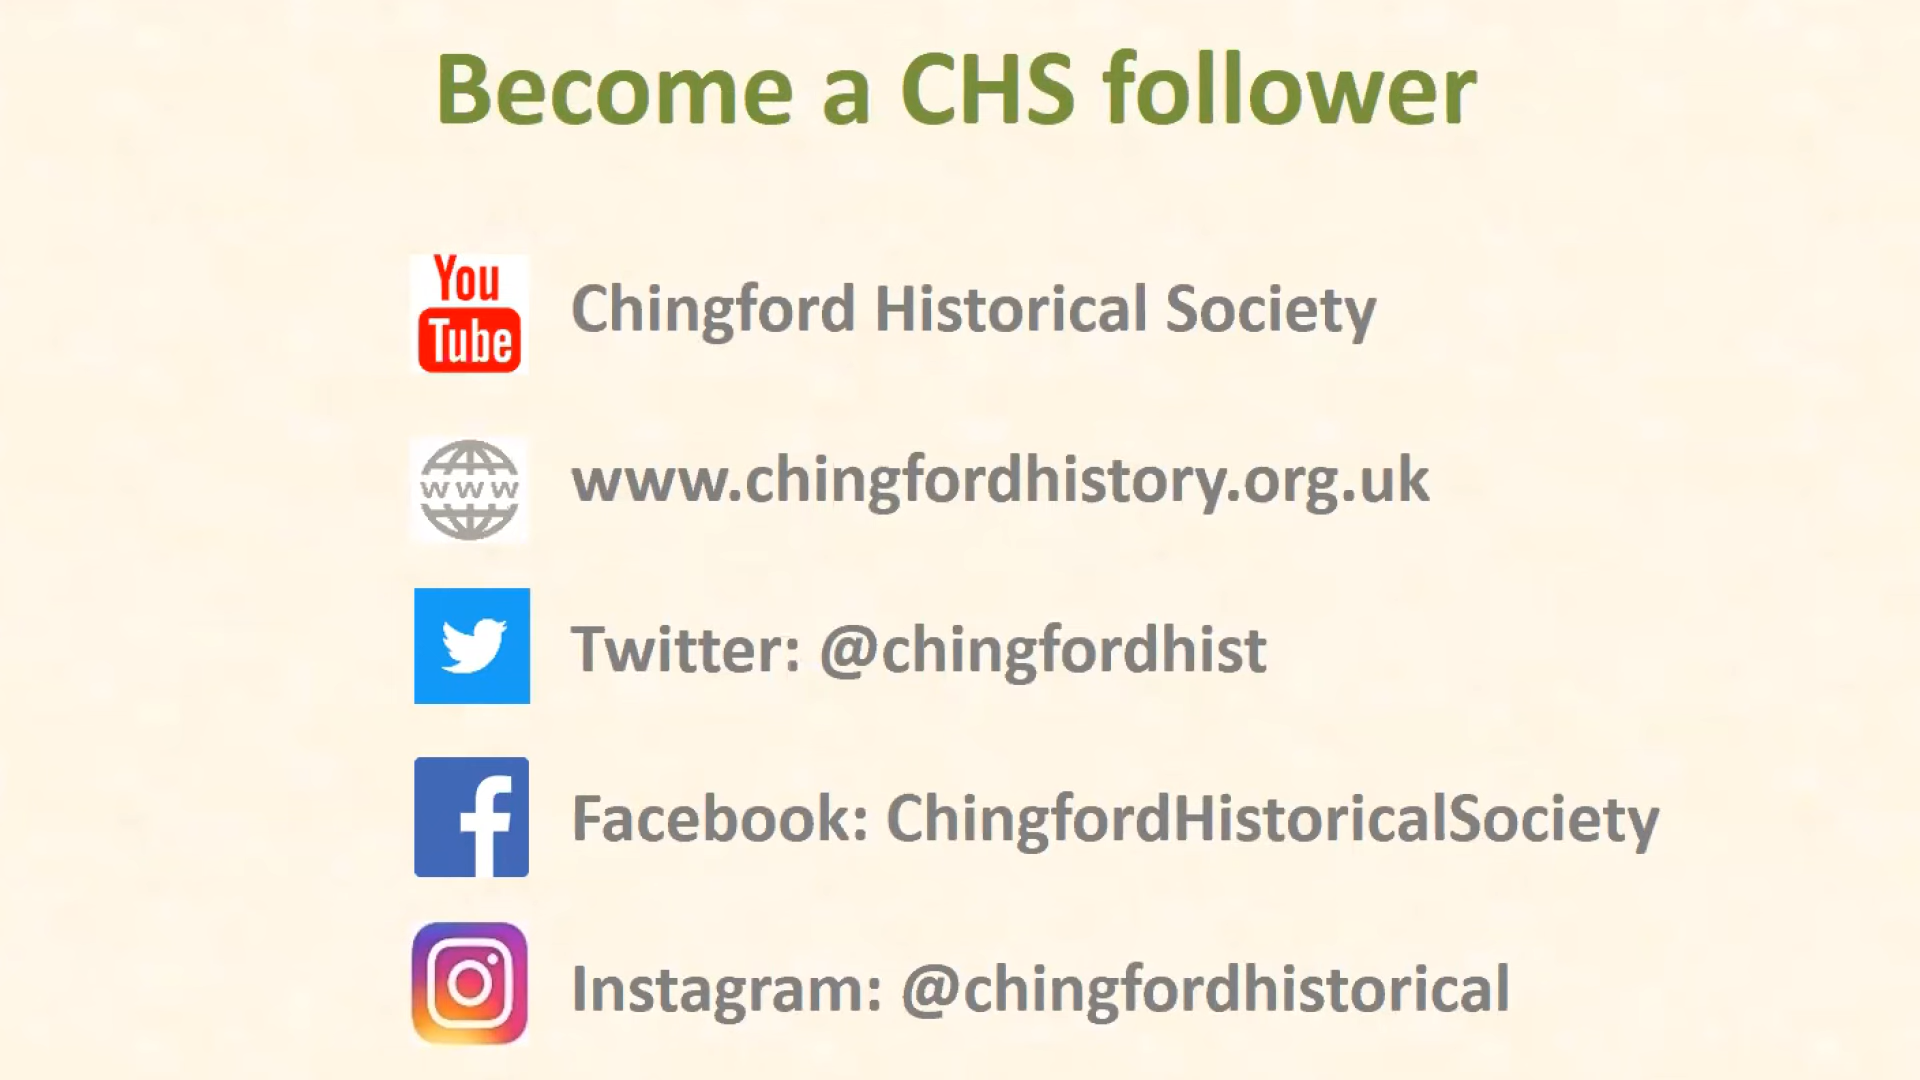 Become a CHS follower
You
Tube
Chingford Historical Society
www
www.chingfordhistory.org.uk
Twitter: @chingfordhist
Facebook: ChingfordHistoricalSociety
Instagram: @chingfordhistorical